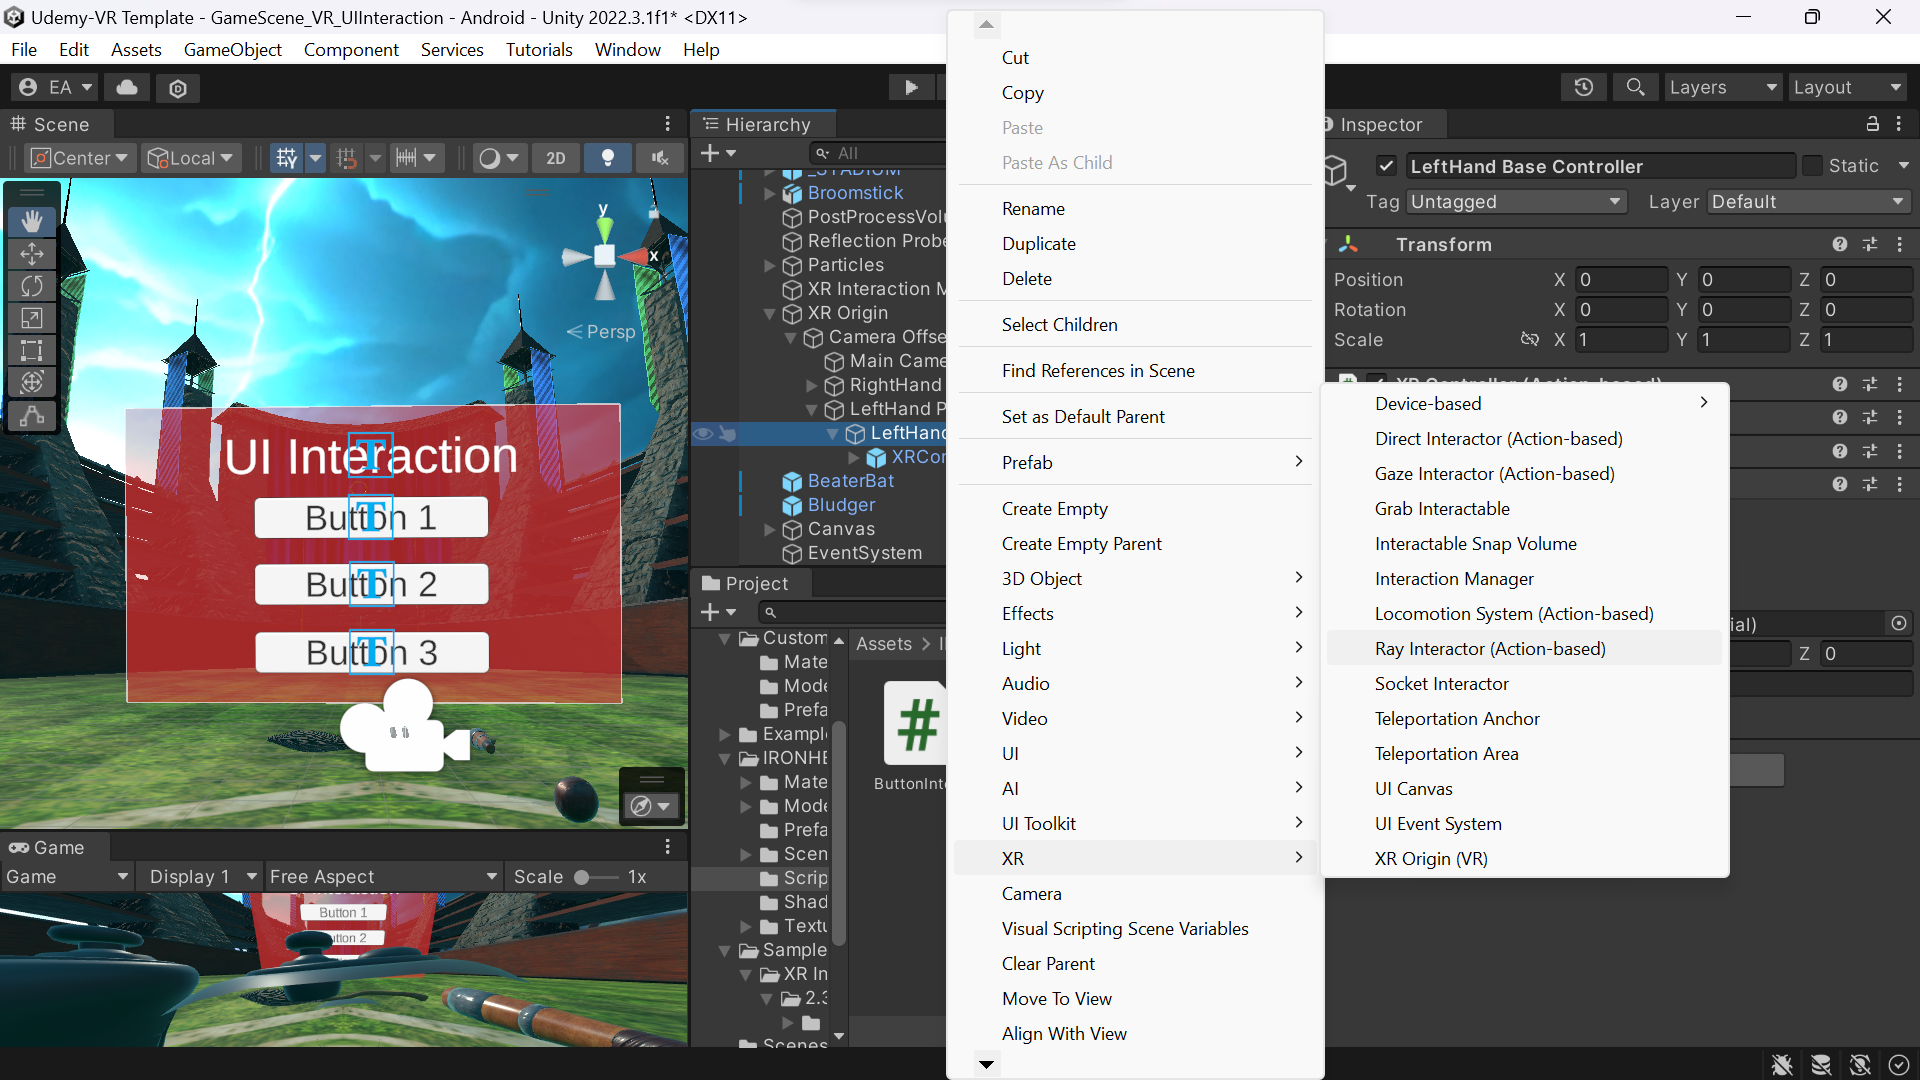 Udemy-VR Template - GameScene_VR_UIInteraction - Android - Unity 2022.3.1f1* <DX11>
File Edit Assets GameObject Component Services Tutorials Window Help
EA
Layers
Layout
Scene
Center
Local
2D
y
x
Persp
UI Interaction
Button 1
Button 2
Button 3
Game
Game
Display 1
Free Aspect
Scale
1x
Button 1
Hierarchy
All
_STADIUM
Broomstick
PostProcessVolu
Reflection Probe
Particles
XR Interaction M
XR Origin
Camera Offse
Main Came
RightHand
LeftHand P
LeftHand
XRCon
BeaterBat
Bludger
Canvas
EventSystem
Project
Custom
Mate
Mode
Prefa
Exampl
IRONHE
Mate
Mode
Prefa
Scen
Scrip
Shad
Textu
Sample
XR In
2.3
Scenes
Assets >
ButtonInt
Cut
Copy
Paste
Paste As Child
Rename
Duplicate
Delete
Select Children
Find References in Scene
Set as Default Parent
Prefab
Create Empty
Create Empty Parent
3D Object
Effects
Light
Audio
Video
UI
AI
UI Toolkit
XR
Camera
Visual Scripting Scene Variables
Clear Parent
Move To View
Align With View
Device-based
Direct Interactor (Action-based)
Gaze Interactor (Action-based)
Grab Interactable
Interactable Snap Volume
Interaction Manager
Locomotion System (Action-based)
Ray Interactor (Action-based)
Socket Interactor
Teleportation Anchor
Teleportation Area
UI Canvas
UI Event System
XR Origin (VR)
Inspector
LeftHand Base Controller
Static
Tag Untagged
Layer Default
Transform
Position X 0 Y 0 Z 0
Rotation X 0 Y 0 Z 0
Scale X 1 Y 1 Z 1
XR Controller (Action-based)
ial)
Z 0